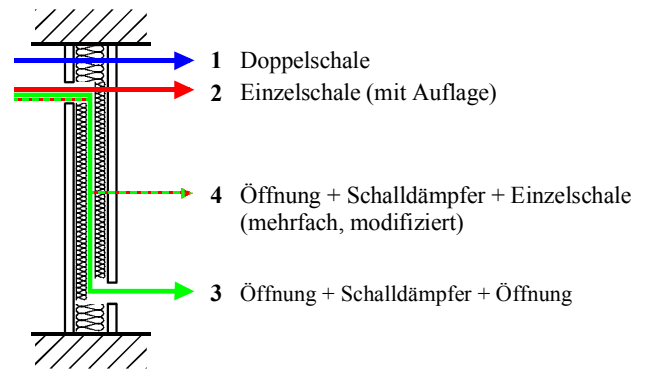 1 Doppelschale
2 Einzelschale (mit Auflage)
4 Öffnung + Schalldämpfer + Einzelschale
(mehrfach, modifiziert)
3 Öffnung + Schalldämpfer + Öffnung